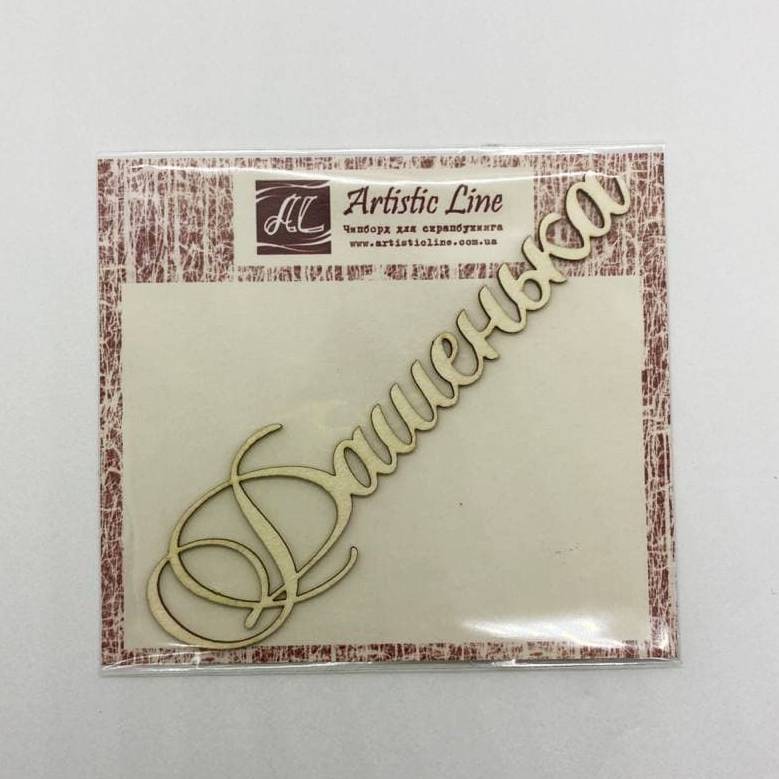 AL
Artistic Line
Чипборд для скрапбукинга
www.artisticline.com.ua
Дашенька